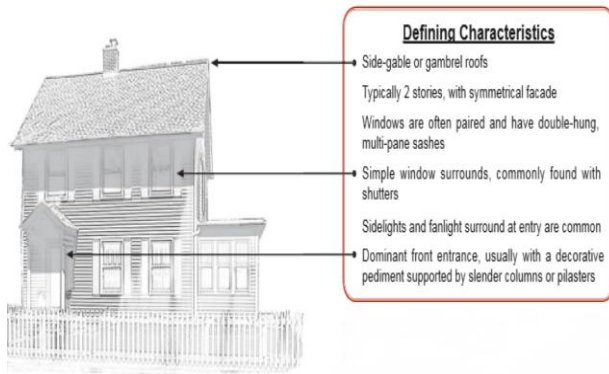 Defining Characteristics
Side-gable or gambrel roofs
Typically 2 stories, with symmetrical facade
Windows are often paired and have double-hung,
multi-pane sashes
Simple window surrounds, commonly found with
shutters
Sidelights and fanlight surround at entry are common
Dominant front entrance, usually with a decorative
pediment supported by slender columns or pilasters